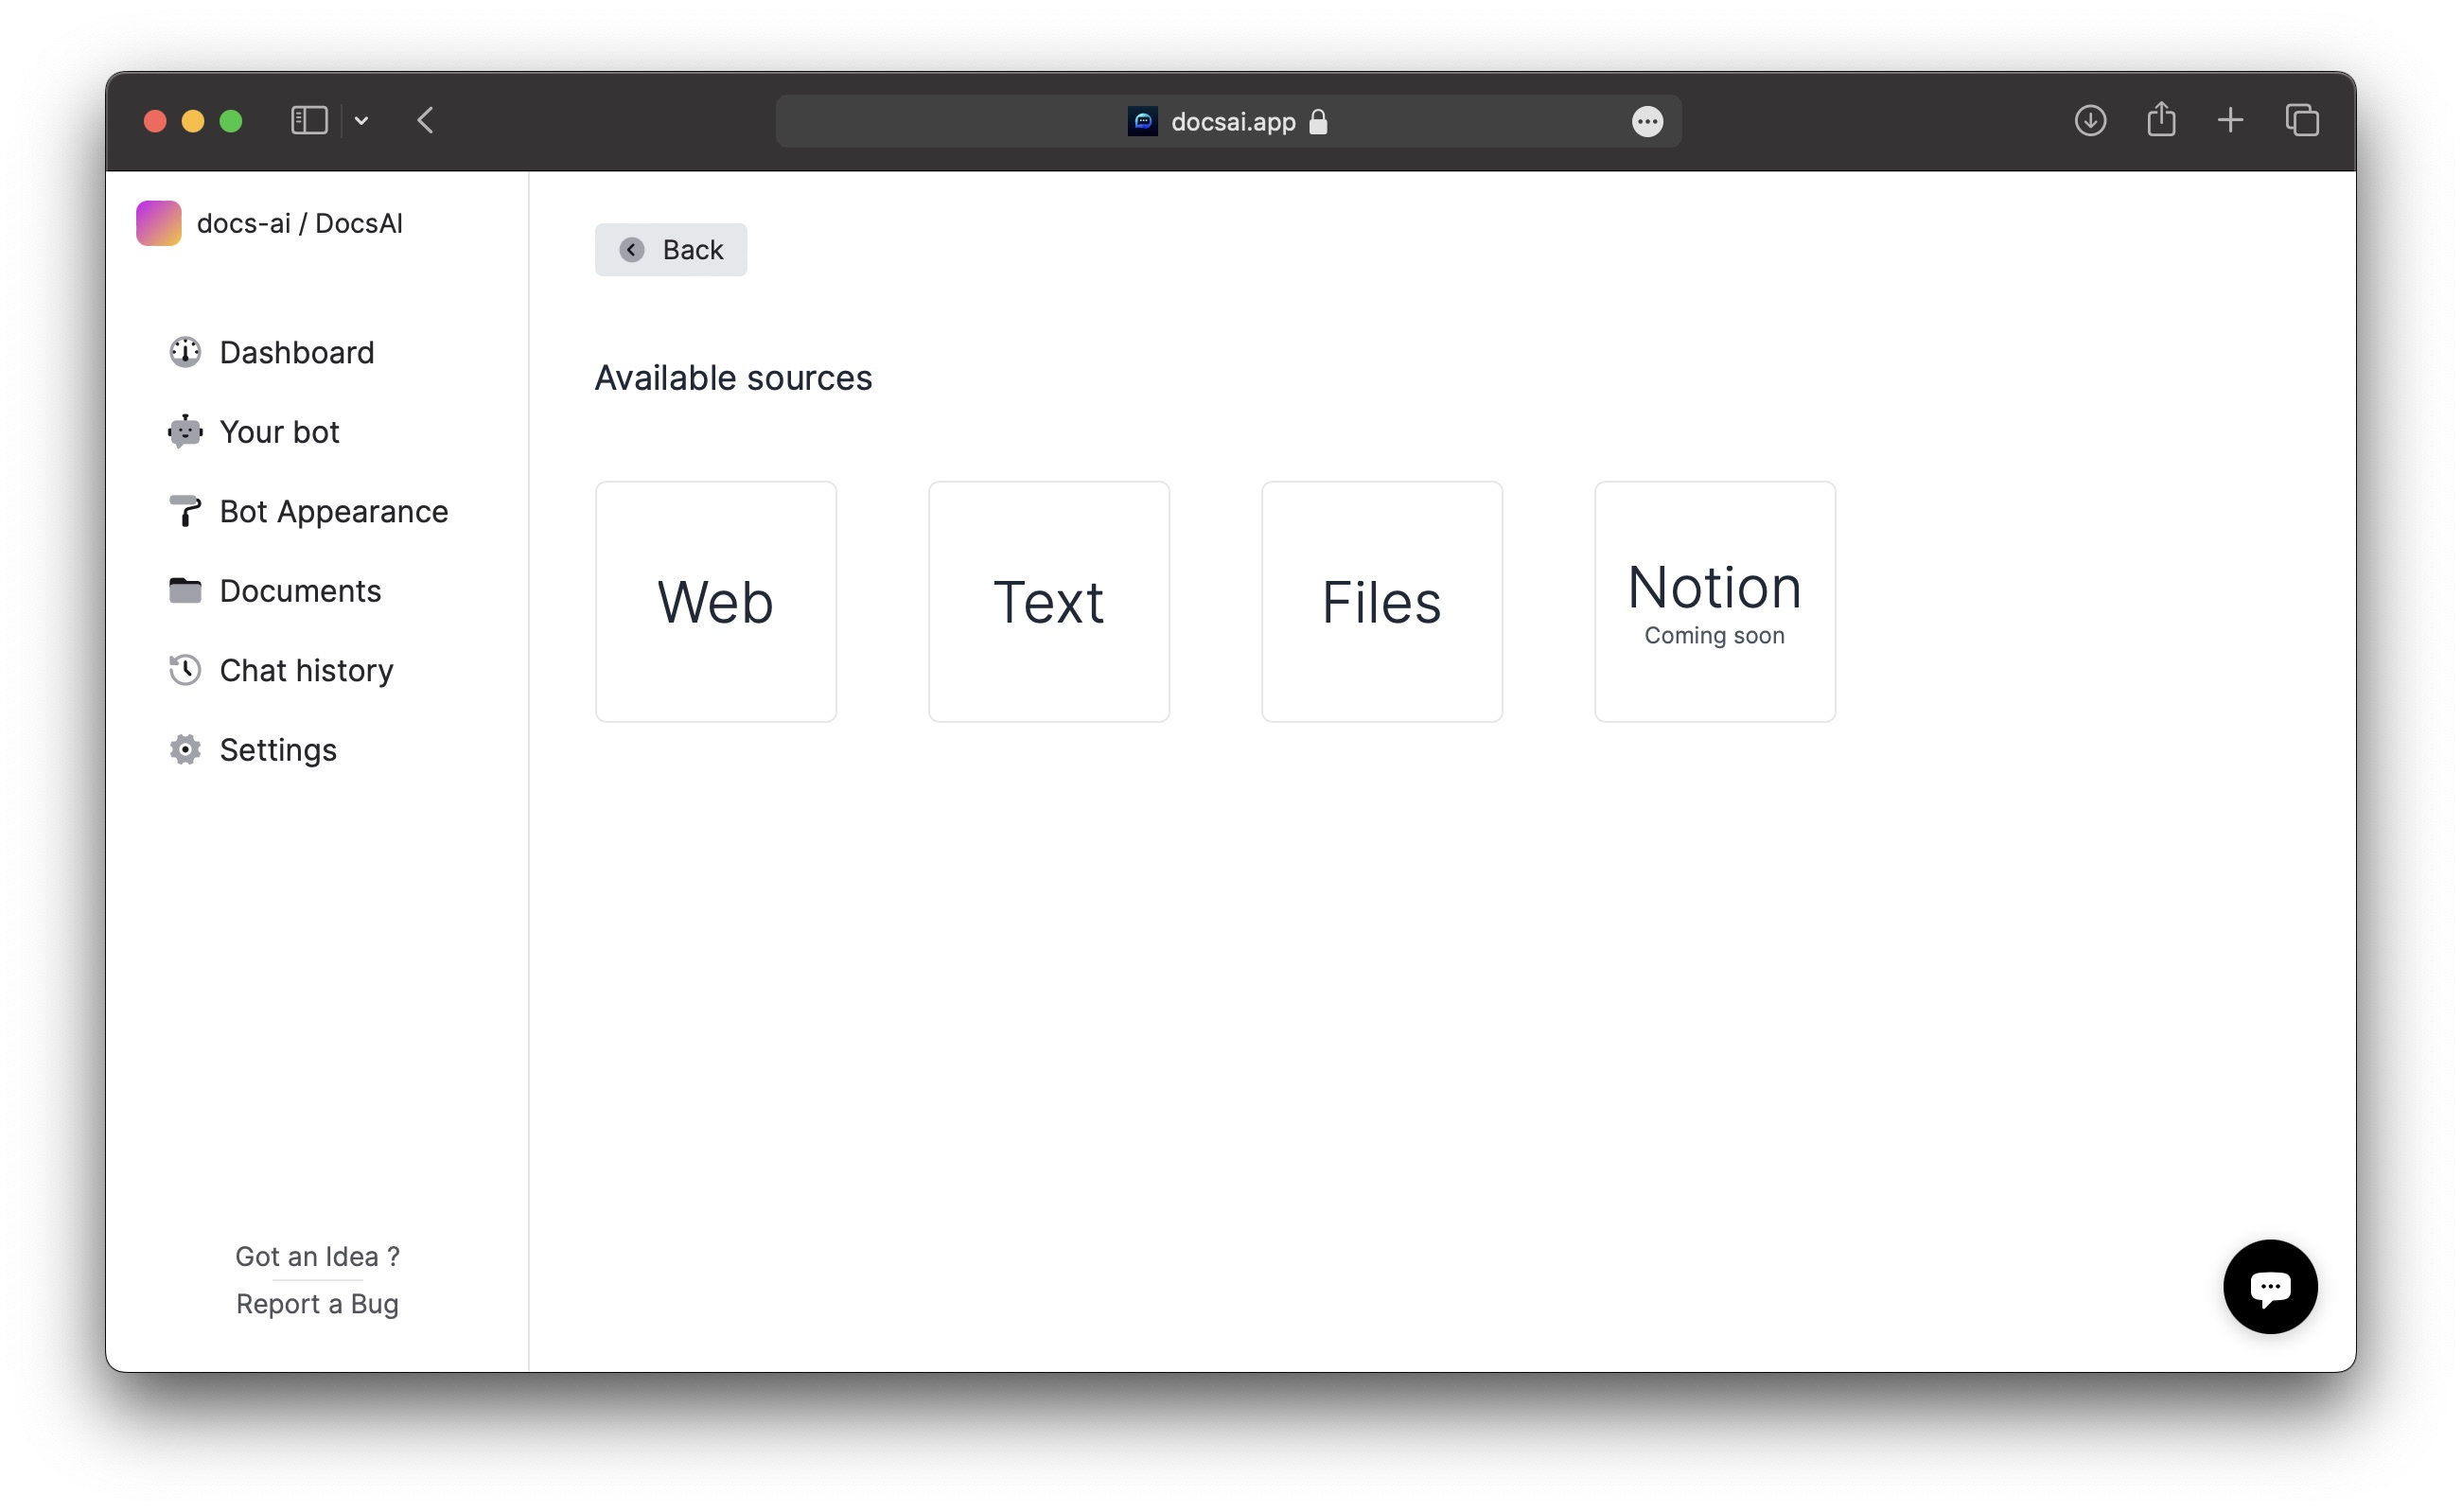 docsai.app
docs-ai / DocsAI
Dashboard
Your bot
Bot Appearance
Documents
Chat history
Settings
Got an Idea ?
Report a Bug
Back
Available sources
Web
Text
Files
Notion
Coming soon